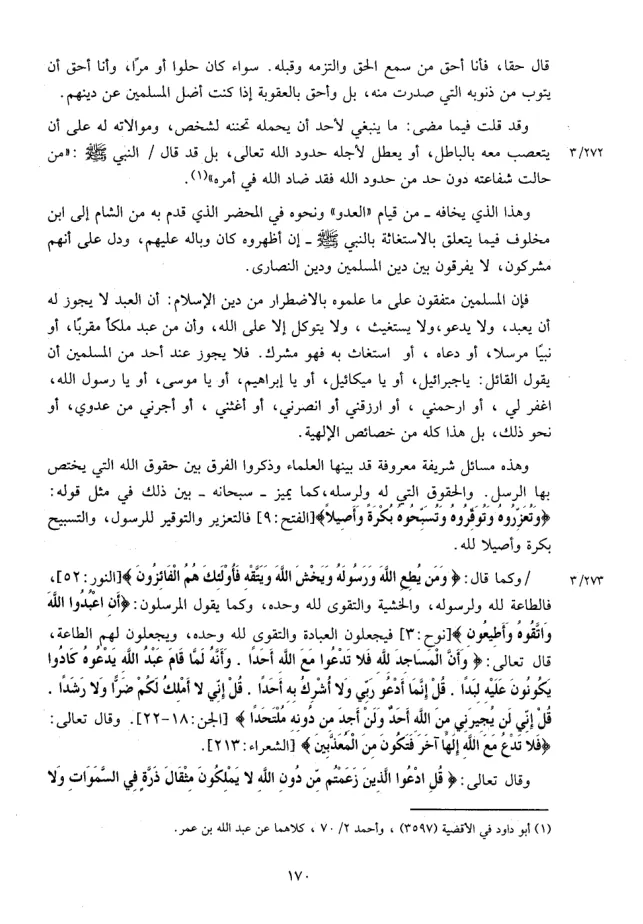 قال حقا، فأنا أحق من سمع الحق والتزمه وقبله. سواء كان حلوا أو مرًا، وأنا أحق أن
يتوب من ذنوبه التي صدرت منه، بل وأحق بالعقوبة إذا كنت أضل المسلمين عن دينهم.
وقد قلت فيما مضى: ما ينبغي لأحد أن يحمله تحننه لشخص، وموالاته له على أن
٣/٢٧٢ يتعصب معه بالباطل، أو يعطل لأجله حدود الله تعالى، بل قد قال / النبي ﷺ :«من
حالت شفاعته دون حد من حدود الله فقد ضاد الله في أمره»(١).
وهذا الذي يخافه ـ من قيام «العدو» ونحوه في المحضر الذي قدم به من الشام إلى ابن
مخلوف فيما يتعلق بالاستغاثة بالنبي ﷺ ـ إن أظهروه كان وباله عليهم، ودل على أنهم
مشركون، لا يفرقون بين دين المسلمين ودين النصارى.
فإن المسلمين متفقون على ما علموه بالاضطرار من دين الإسلام: أن العبد لا يجوز له
أن يعبد، ولا يدعو،ولا يستغيث ، ولا يتوكل إلا على الله، وأن من عبد ملكاً مقربًا، أو
نبيًا مرسلا، أو دعاه ، أو استغاث به فهو مشرك. فلا يجوز عند أحد من المسلمين أن
يقول القائل: ياجبرائيل، أو يا ميكائيل، أو يا إبراهيم، أو يا موسى، أو يا رسول الله،
اغفر لي ، أو ارحمني ، أو ارزقني أو انصرني، أو أغثني ، أو أجرني من عدوي، أو
نحو ذلك، بل هذا كله من خصائص الإلهية.
وهذه مسائل شريفة معروفة قد بينها العلماء وذكروا الفرق بين حقوق الله التي يختص
بها الرسل. والحقوق التي له ولرسله،كما يميز ـ سبحانه ـ بين ذلك في مثل قوله:
﴿وَتُعَزِّرُوهُ وَتُوَقِّرُوهُ وَتُسَبِّحُوهُ بُكْرَةً وَأَصِيلاً﴾[الفتح:٩] فالتعزير والتوقير للرسول، والتسبيح
بكرة وأصيلا لله.
٣/٢٧٣ / وكما قال: ﴿ وَمَن يُطِعِ اللَّهَ وَرَسُولَهُ وَيَخْشَ اللَّهَ وَيَتَّقْهِ فَأُوْلَئِكَ هُمُ الْفَائِزُونَ ﴾[النور:٥٢]،
فالطاعة لله ولرسوله، والخشية والتقوى لله وحده، وكما يقول المرسلون: ﴿أَنِ اعْبُدُوا اللَّهَ
وَاتَّقُوهُ وَأَطِيعُونِ ﴾[نوح:٣] فيجعلون العبادة والتقوى لله وحده، ويجعلون لهم الطاعة،
قال تعالى: ﴿ وَأَنَّ الْمَسَاجِدَ لِلَّهِ فَلا تَدْعُوا مَعَ اللَّهِ أَحَدًا . وَأَنَّهُ لَمَّا قَامَ عَبْدُ اللَّهِ يَدْعُوهُ كَادُوا
يَكُونُونَ عَلَيْهِ لِبَدًا . قُلْ إِنَّمَا أَدْعُو رَبِّي وَلا أُشْرِكُ بِهِ أَحَدًا . قُلْ إِنِّي لا أَمْلِكُ لَكُمْ ضَرًّا وَلا رَشَدًا .
قُلْ إِنِّي لَن يُجِيرَنِي مِنَ اللَّهِ أَحَدٌ وَلَنْ أَجِدَ مِن دُونِهِ مُلْتَحَدًا ﴾ [الجن:١٨-٢٢]. وقال تعالى:
﴿فَلا تَدْعُ مَعَ اللَّهِ إِلَهًا آخَرَ فَتَكُونَ مِنَ الْمُعَذَّبِينَ ﴾ [الشعراء:٢١٣].
وقال تعالى: ﴿ قُلِ ادْعُوا الَّذِينَ زَعَمْتُم مِّن دُونِ اللَّهِ لا يَمْلِكُونَ مِثْقَالَ ذَرَّةٍ فِي السَّمَوَاتِ وَلا
(١) أبو داود في الأقضية (٣٥٩٧) ، وأحمد ٢/ ٧٠ ، كلاهما عن عبد الله بن عمر.
١٧٠